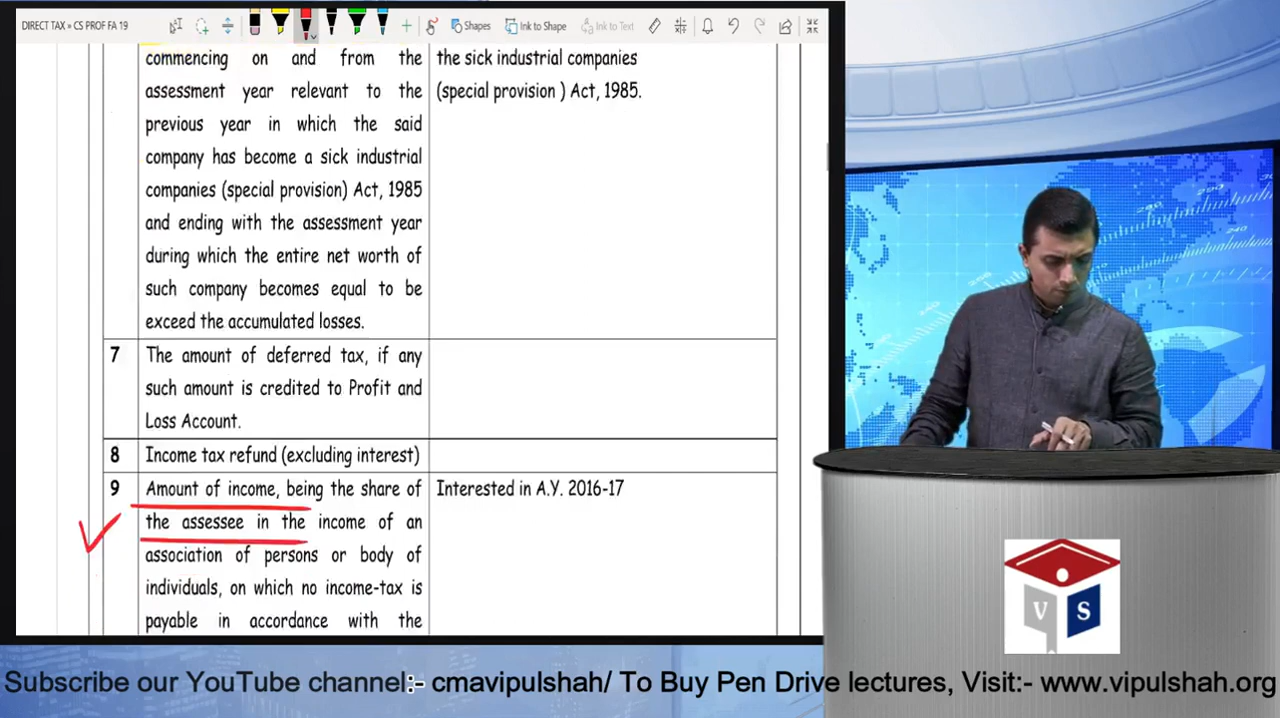 DIRECT TAX » CS PROF FA 19
Shapes
Ink to Shape
Ink to Text
commencing on and from the
assessment year relevant to the
previous year in which the said
company has become a sick industrial
companies (special provision) Act, 1985
and ending with the assessment year
during which the entire net worth of
such company becomes equal to be
exceed the accumulated losses.
the sick industrial companies
(special provision ) Act, 1985.
7 The amount of deferred tax, if any
such amount is credited to Profit and
Loss Account.
8 Income tax refund (excluding interest)
9 Amount of income, being the share of
the assessee in the income of an
association of persons or body of
individuals, on which no income-tax is
payable in accordance with the
Interested in A.Y. 2016-17
V S
Subscribe our YouTube channel:- cmavipulshah/ To Buy Pen Drive lectures, Visit:- www.vipulshah.org